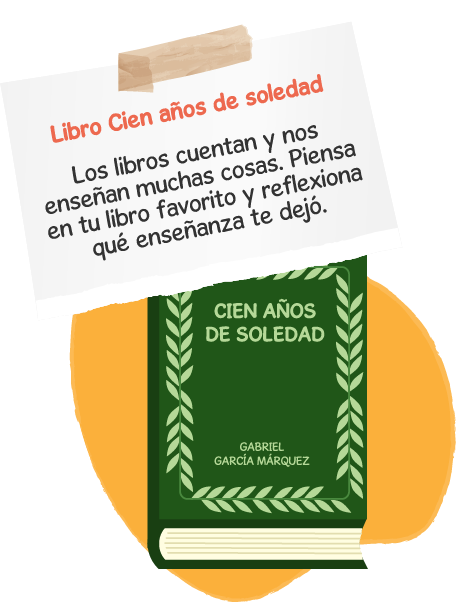 Libro Cien años de soledad
Los libros cuentan y nos
enseñan muchas cosas. Piensa
en tu libro favorito y reflexiona
qué enseñanza te dejó.
CIEN AÑOS
DE SOLEDAD
GABRIEL
GARCÍA MÁRQUEZ